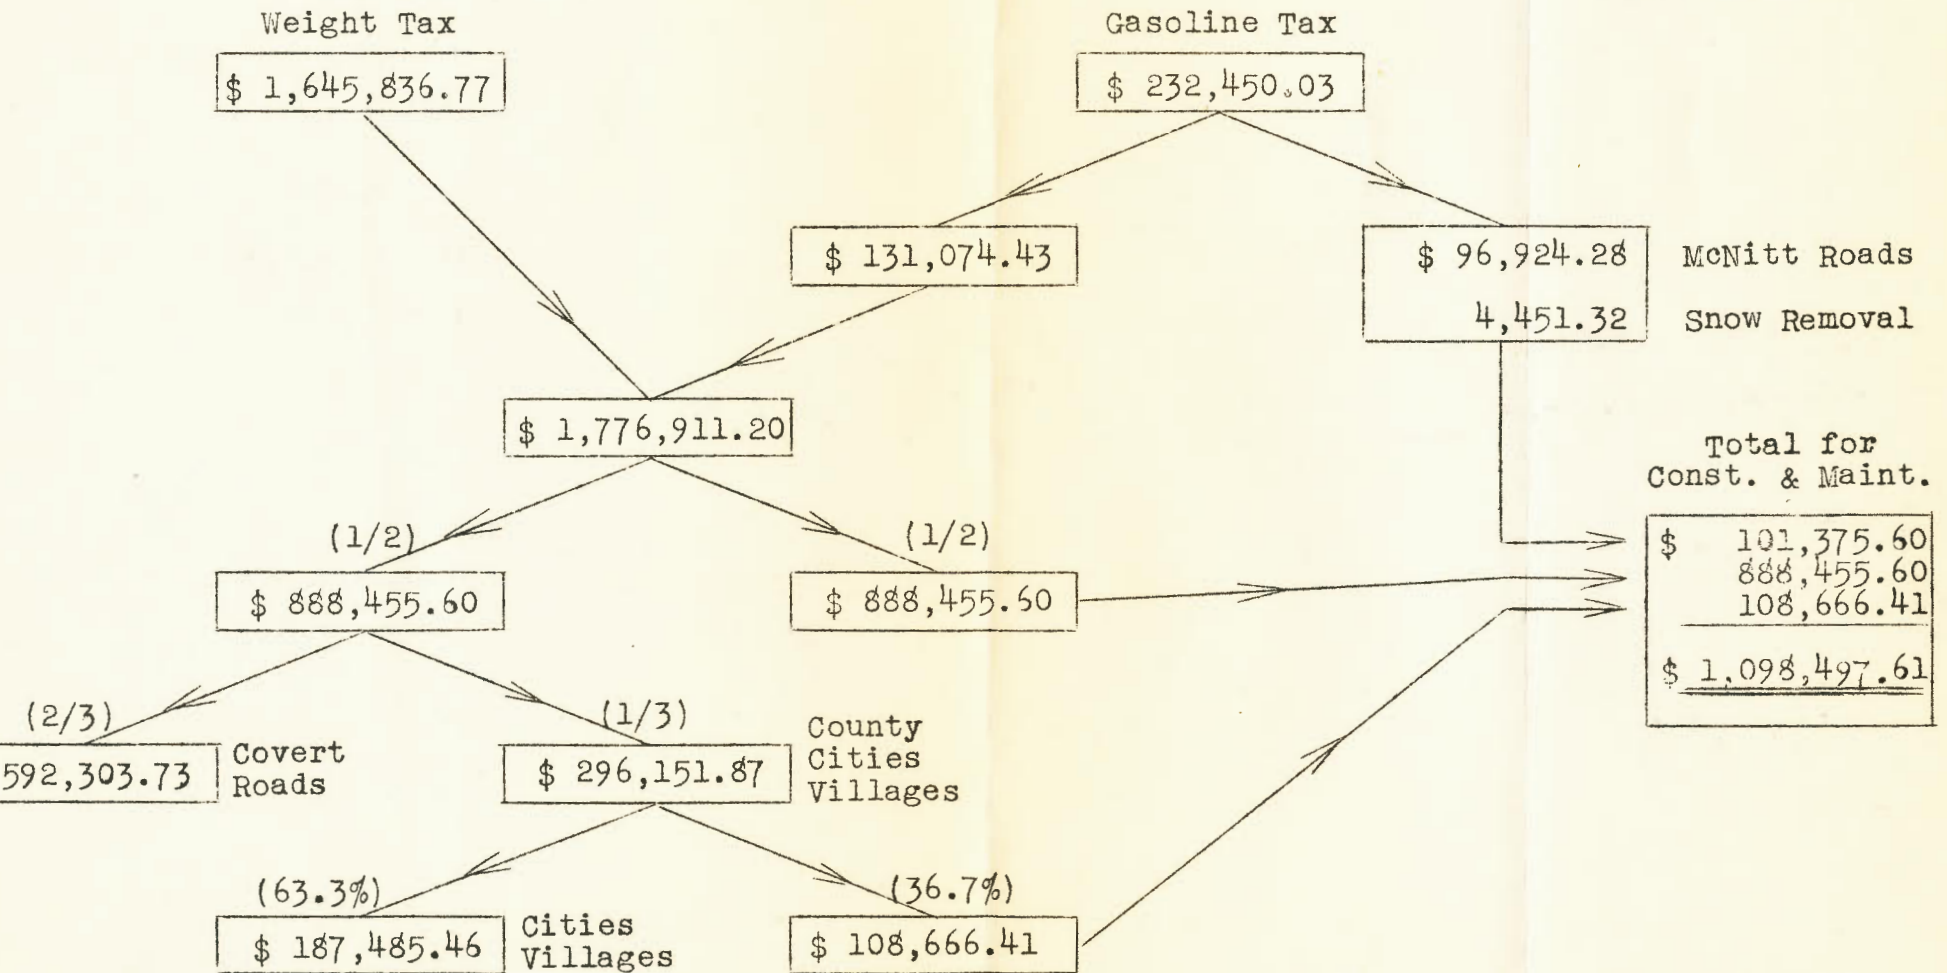 Weight Tax
Gasoline Tax
$ 1,645,836.77
$ 232,450.03
$ 131,074.43
$ 96,924.28 McNitt Roads
4,451.32 Snow Removal
$ 1,776,911.20
Total for
Const. & Maint.
(1/2)
(1/2)
$ 888,455.60
$ 888,455.60
$ 101,375.60
888,455.60
108,666.41
$ 1,098,497.61
(2/3)
(1/3)
592,303.73
Covert
Roads
$ 296,151.87
County
Cities
Villages
(63.3%)
(36.7%)
$ 187,485.46
Cities
Villages
$ 108,666.41